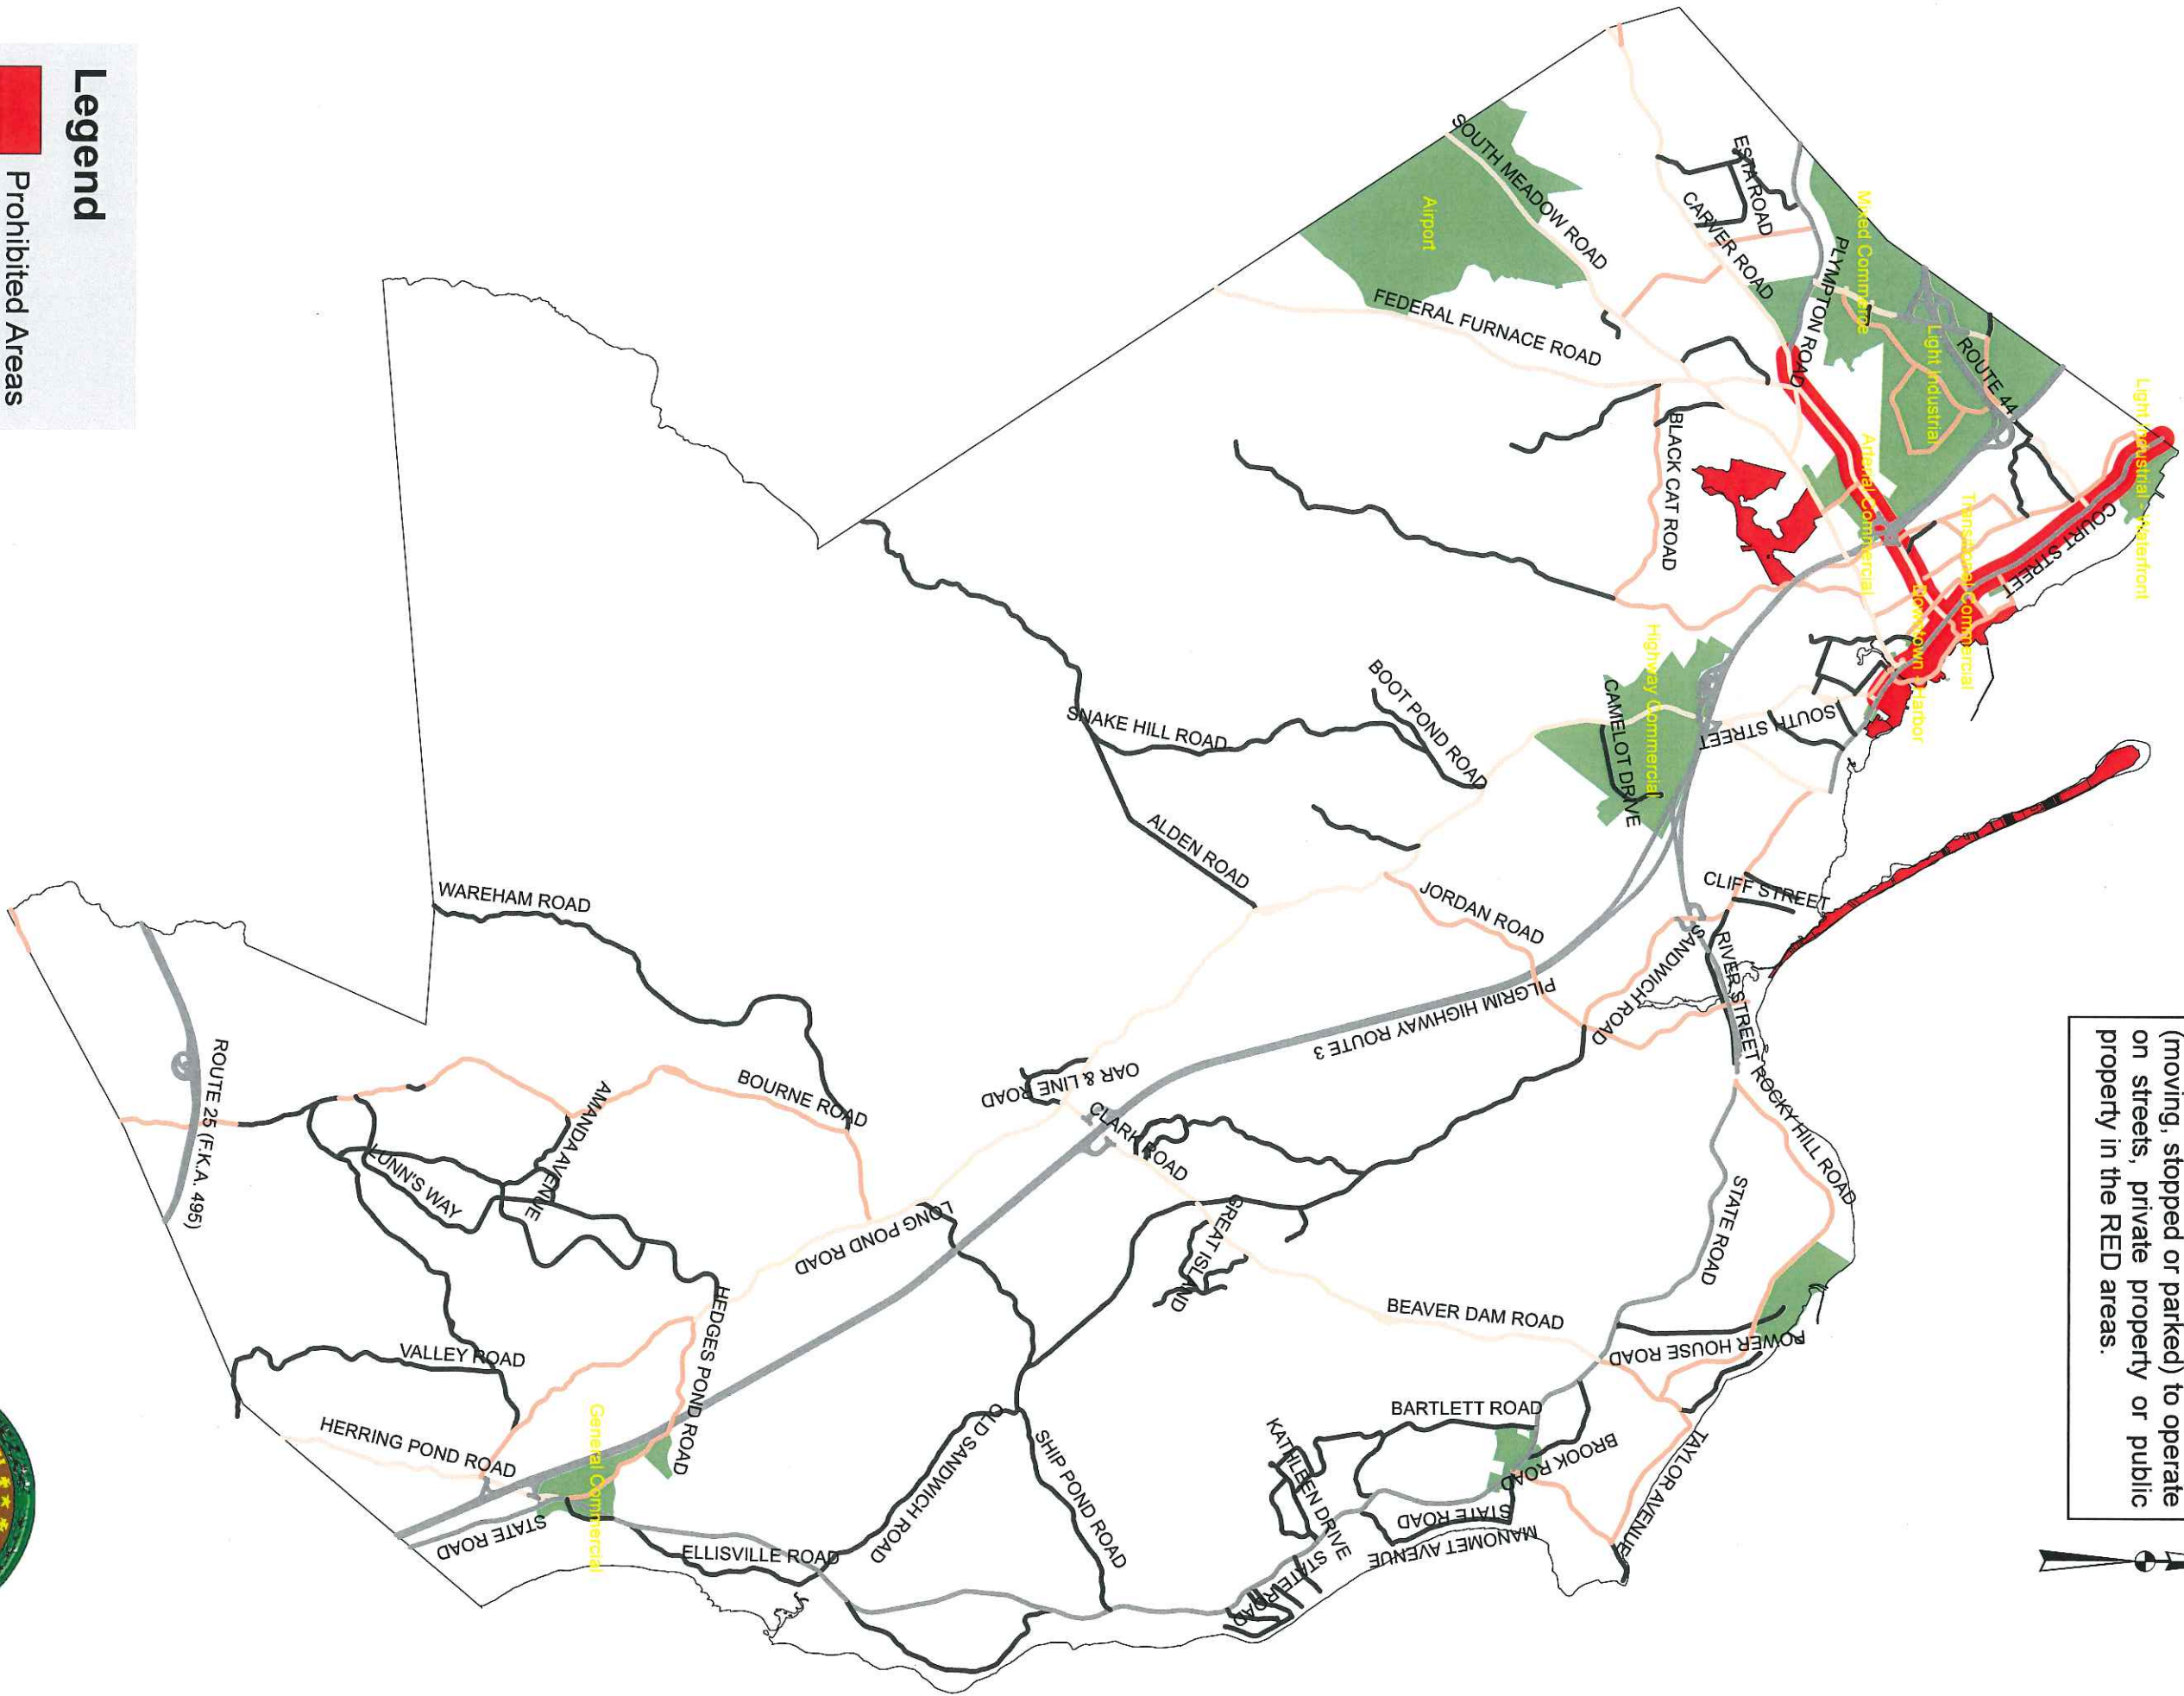 Legend
Prohibited Areas
(moving, stopped or parked) to operate
on streets, private property or public
property in the RED areas.
SOUTH MEADOW ROAD
Airport
ESTA ROAD
CARVER ROAD
PLYMPTON ROAD
Mixed Commerce
Light Industrial
ROUTE 44
Light Industrial - Waterfront
FEDERAL FURNACE ROAD
BLACK CAT ROAD
Arterial Commercial
Transitional Commercial
COURT STREET
Downtown / Harbor
Highway Commercial
CAMELOT DRIVE
SOUTH STREET
BOOT POND ROAD
SNAKE HILL ROAD
ALDEN ROAD
JORDAN ROAD
CLIFF STREET
SANDWICH ROAD
RIVER STREET
PILGRIM HIGHWAY ROUTE 3
ROCKY HILL ROAD
WAREHAM ROAD
BOURNE ROAD
OAR & LINE ROAD
CLARK ROAD
GREAT ISLAND
STATE ROAD
ROUTE 25 (F.K.A. 495)
AMANDA AVENUE
LUNN'S WAY
LONG POND ROAD
BEAVER DAM ROAD
POWER HOUSE ROAD
HEDGES POND ROAD
VALLEY ROAD
HERRING POND ROAD
General Commercial
STATE ROAD
ELLISVILLE ROAD
OLD SANDWICH ROAD
SHIP POND ROAD
BARTLETT ROAD
KATHLEEN DRIVE
BROOK ROAD
TAYLOR AVENUE
STATE ROAD
MANOMET AVENUE
STATE ROAD